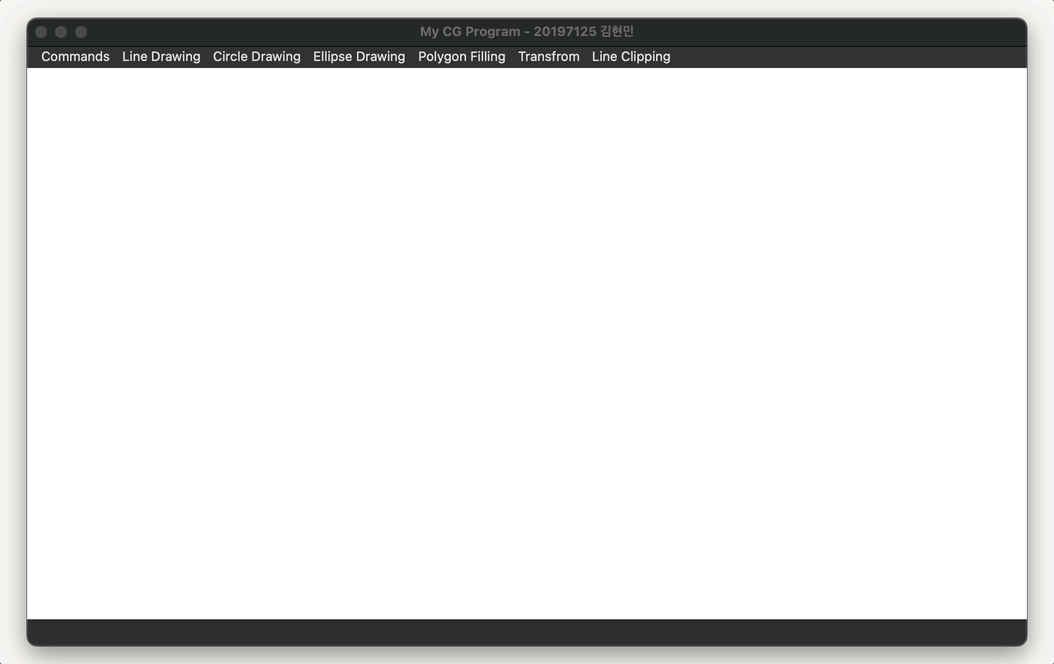 My CG Program - 20197125 김현민
Commands Line Drawing Circle Drawing Ellipse Drawing Polygon Filling Transfrom Line Clipping